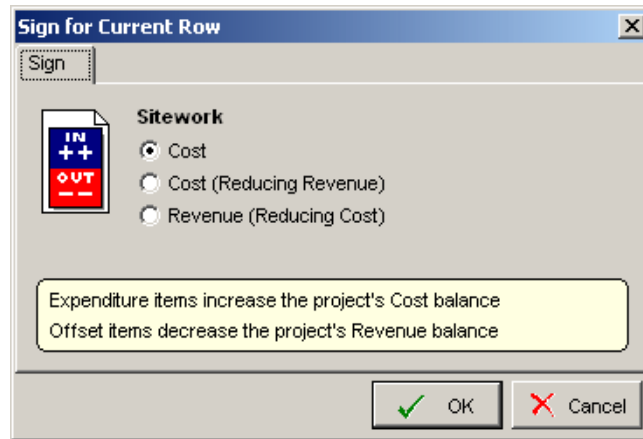 Sign for Current Row
Sign
IN
++
OUT
--
Sitework
Cost
Cost (Reducing Revenue)
Revenue (Reducing Cost)
Expenditure items increase the project's Cost balance
Offset items decrease the project's Revenue balance
OK
Cancel